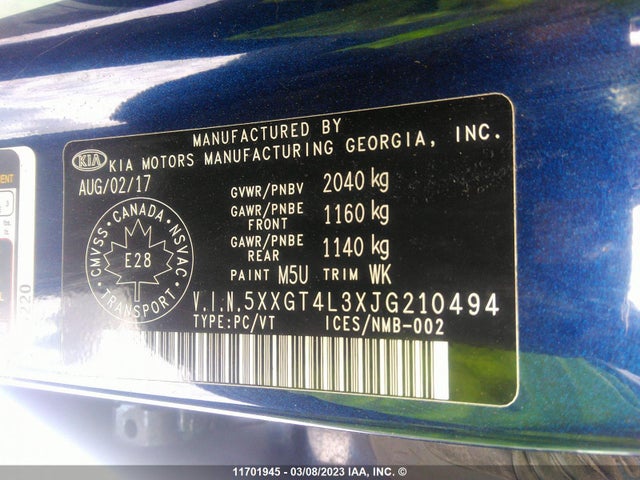 MANUFACTURED BY
KIA KIA MOTORS MANUFACTURING GEORGIA, INC.
AUG/02/17
GVWR/PNBV 2040 kg
GAWR/PNBE FRONT 1160 kg
GAWR/PNBE REAR 1140 kg
PAINT M5U TRIM WK
CANADA
CMVSS NSVAC
E28
TRANSPORT
V.I.N.5XXGT4L3XJG210494
TYPE:PC/VT ICES/NMB-002
220
11701945 - 03/08/2023 IAA, INC. ©